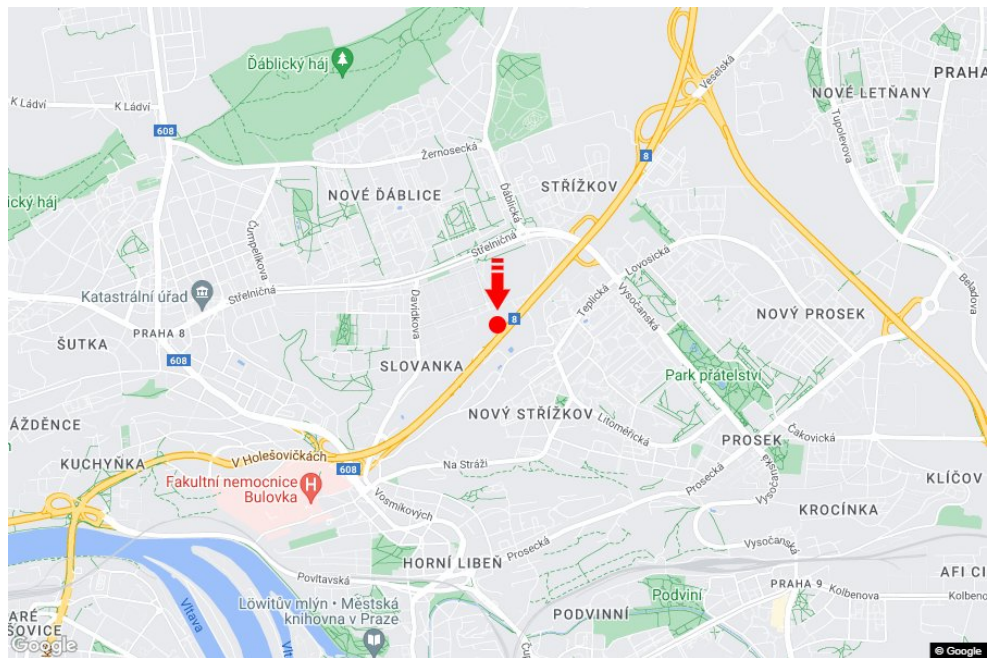 Ďáblický háj
PRAHA
Veselská
NOVÉ LETŇANY
K Ládví
K Ládví
608
Tupolevova
Žernosecká
8
NOVÉ ĎÁBLICE
STŘÍŽKOV
Ďáblická
ický háj
Čumpelíkova
Střelničná
Lovosická
Beladova
Katastrální úřad
Střelničná
Davídkova
Teplická
Vysočanská
NOVÝ PROSEK
PRAHA 8
8
ŠUTKA
608
SLOVANKA
Park přátelství
NOVÝ STŘÍŽKOV
Litoměřická
ÁŽDĚNCE
PROSEK
Čakovická
KUCHYŇKA
V Holešovičkách
608
Na Stráži
Prosecká
Vysočanská
KLÍČOV
Fakultní nemocnice
Bulovka
H
Vosmíkových
KROCÍNKA
Prosecká
Vysočanská
HORNÍ LIBEŇ
Povltavská
PRAHA 9
AFI CI
Vltava
Löwitův mlýn • Městská
knihovna v Praze
Podviní
Kolbenova
Kolbenova
PODVINNÍ
ARÉ
ŠOVICE
Vltava
Google
© Google